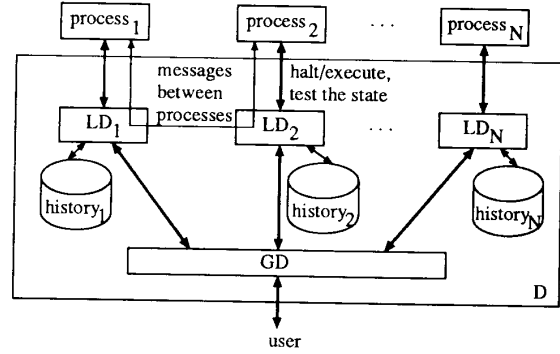 process1 process2 . . . processN
messages
between
processes
halt/execute,
test the state
LD1 LD2 . . . LDN
history1 history2 historyN
GD
D
user